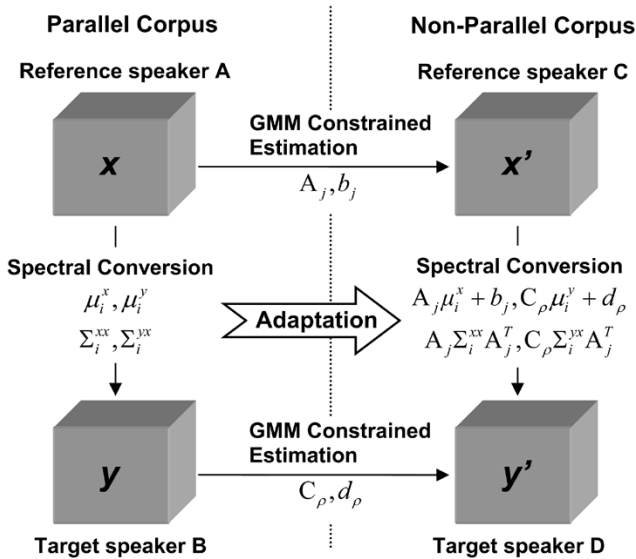 Parallel Corpus
Non-Parallel Corpus
Reference speaker A
Reference speaker C
x
GMM Constrained
Estimation
A_j, b_j
x’
Spectral Conversion
μ_i^x, μ_i^y
Σ_i^{xx}, Σ_i^{yx}
Adaptation
Spectral Conversion
A_j μ_i^x + b_j, C_ρ μ_i^y + d_ρ
A_j Σ_i^{xx} A_j^T, C_ρ Σ_i^{yx} A_j^T
y
GMM Constrained
Estimation
C_ρ, d_ρ
y’
Target speaker B
Target speaker D